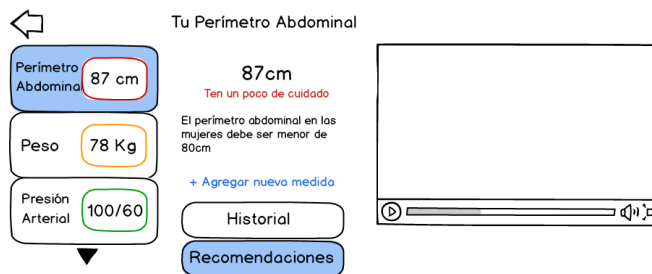 Tu Perímetro Abdominal
Perímetro
Abdominal
87 cm
Peso
78 Kg
Presión
Arterial
100/60
87cm
Ten un poco de cuidado
El perímetro abdominal en las
mujeres debe ser menor de
80cm
+ Agregar nueva medida
Historial
Recomendaciones